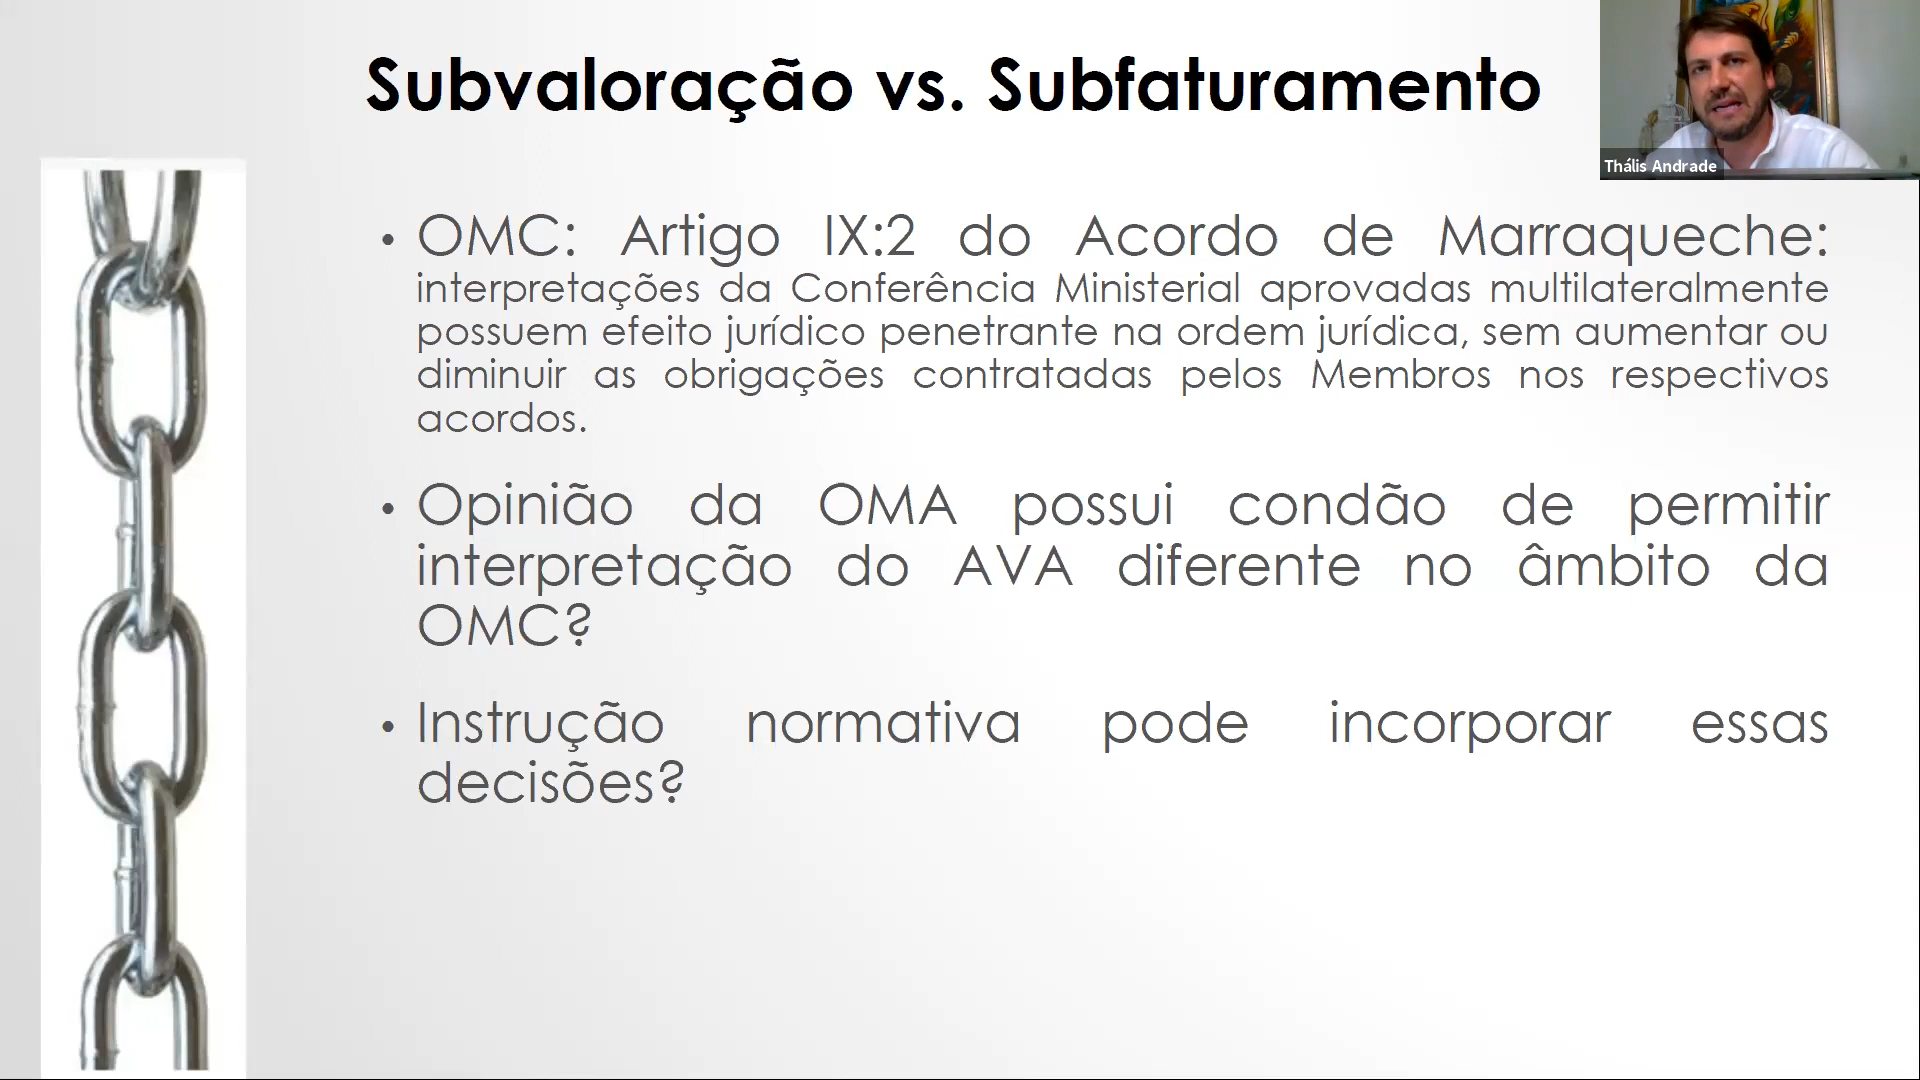 Subvaloração vs. Subfaturamento
Thális Andrade
• OMC: Artigo IX:2 do Acordo de Marraqueche:
interpretações da Conferência Ministerial aprovadas multilateralmente
possuem efeito jurídico penetrante na ordem jurídica, sem aumentar ou
diminuir as obrigações contratadas pelos Membros nos respectivos
acordos.
• Opinião da OMA possui condão de permitir
interpretação do AVA diferente no âmbito da
OMC?
• Instrução normativa pode incorporar essas
decisões?